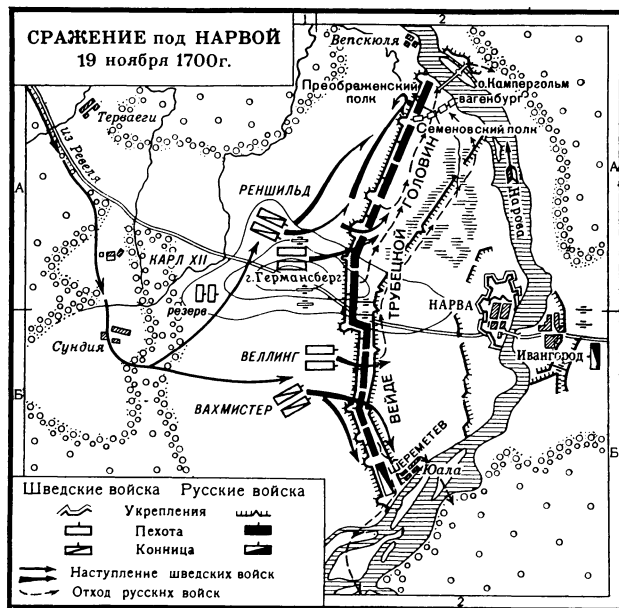 СРАЖЕНИЕ под НАРВОЙ
19 ноября 1700г.
1
2
Вепскюля
о.Кампергольм
Преображенский
полк
вагенбург
Семеновский полк
Тервaегги
Из Ревеля
А
А
РЕНШИЛЬД
ГОЛОВИН
Нарова
КАРЛ XII
г.Германсберг
ТРУБЕЦКОЙ
резерв
НАРВА
Ивангород
Сундия
ВЕЛЛИНГ
ВЕЙДЕ
ВАХМИСТЕР
Б
Б
ШЕРЕМЕТЕВ
Юала
Шведские войска Русские войска
Укрепления
Пехота
Конница
Наступление шведских войск
Отход русских войск
2